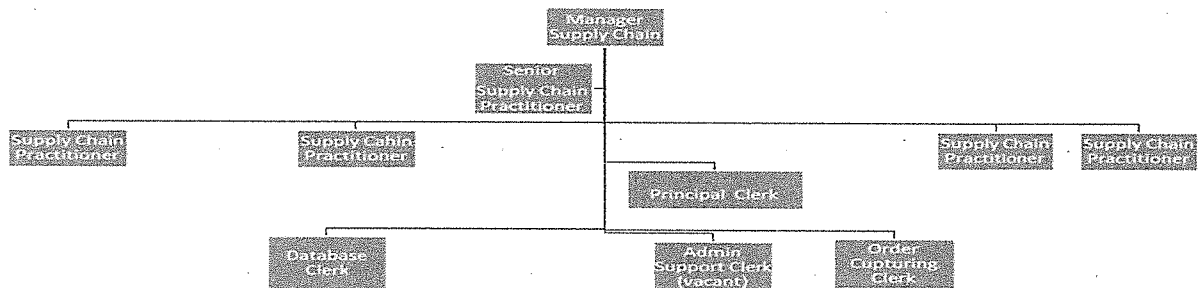 Manager
Supply Chain
Senior
Supply Chain
Practitioner
Supply Chain
Practitioner
Supply Cahin
Practitioner
Supply Chain
Practitioner
Supply Chain
Practitioner
Principal Clerk
Database
Clerk
Admin
Support Clerk
(vacant)
Order
Cupturing
Clerk